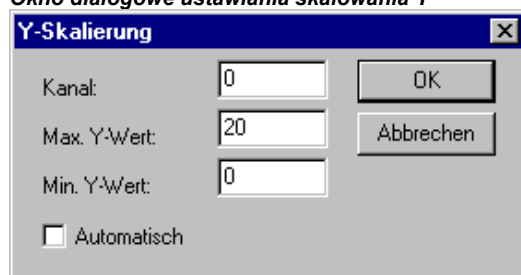 Okno dialogowe ustawiania skalowania Y
Y-Skalierung
Kanal: 0
OK
Max. Y-Wert: 20
Abbrechen
Min. Y-Wert: 0
Automatisch